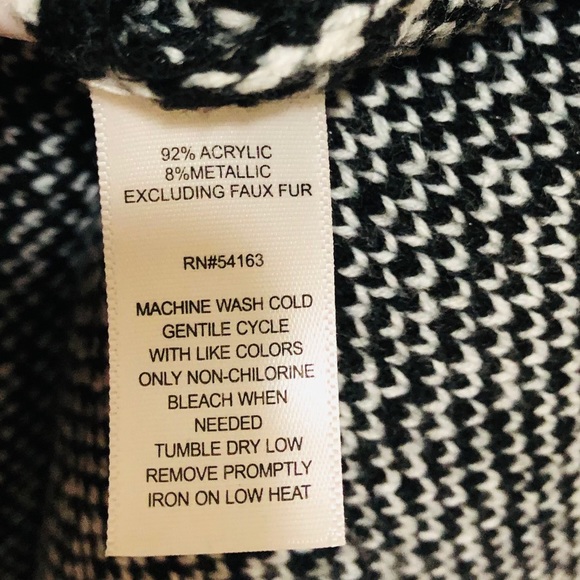 92% ACRYLIC
8%METALLIC
EXCLUDING FAUX FUR
RN#54163
MACHINE WASH COLD
GENTILE CYCLE
WITH LIKE COLORS
ONLY NON-CHILORINE
BLEACH WHEN
NEEDED
TUMBLE DRY LOW
REMOVE PROMPTLY
IRON ON LOW HEAT